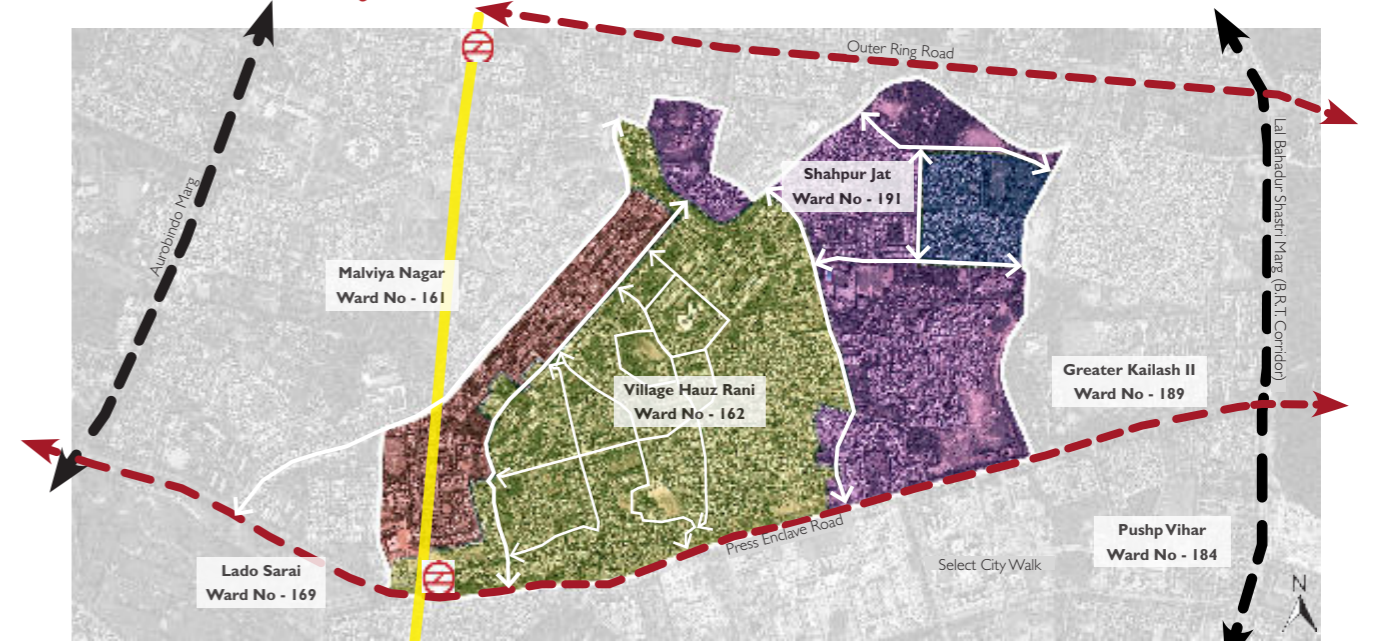 Outer Ring Road
Aurobindo Marg
Lal Bahadur Shastri Marg (B.R.T. Corridor)
Shahpur Jat
Ward No - 191
Malviya Nagar
Ward No - 161
Village Hauz Rani
Ward No - 162
Greater Kailash II
Ward No - 189
Press Enclave Road
Pushp Vihar
Ward No - 184
Select City Walk
Lado Sarai
Ward No - 169
N